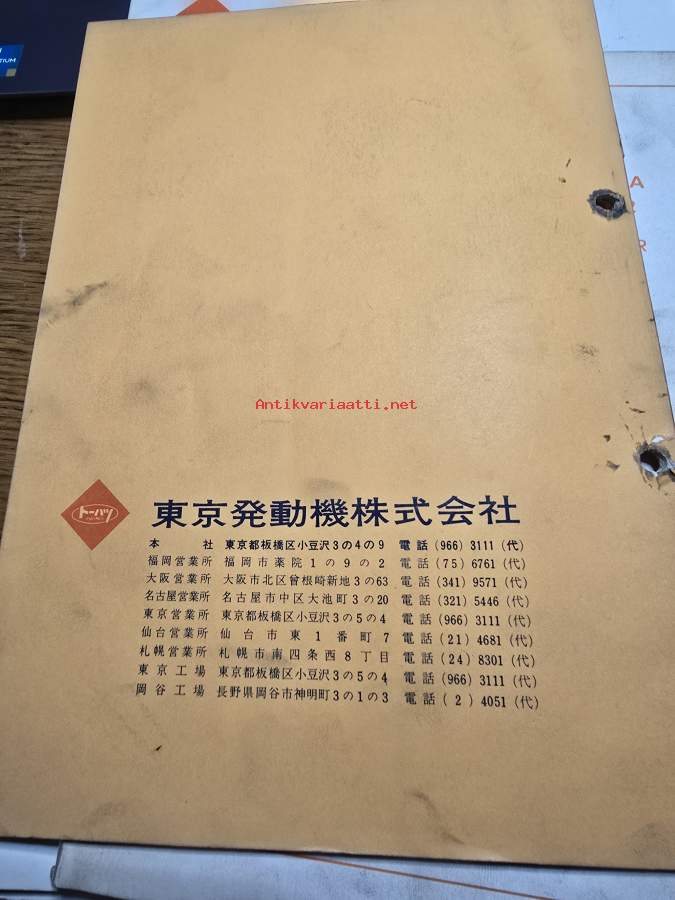 TIUM
A
R
Antikvariaatti.net
トーハツ
東京発動機株式会社
本 社 東京都板橋区小豆沢3の4の9 電話 (966) 3111 (代)
福岡営業所 福岡市薬院1の9の2 電話 (75) 6761 (代)
大阪営業所 大阪市北区曾根崎新地3の63 電話 (341) 9571 (代)
名古屋営業所 名古屋市中区大池町3の20 電話 (321) 5446 (代)
東京営業所 東京都板橋区小豆沢3の5の4 電話 (966) 3111 (代)
仙台営業所 仙台市東1番町7 電話 (21) 4681 (代)
札幌営業所 札幌市南四条西8丁目 電話 (24) 8301 (代)
東京工場 東京都板橋区小豆沢3の5の4 電話 (966) 3111 (代)
岡谷工場 長野県岡谷市神明町3の1の3 電話 (2) 4051 (代)